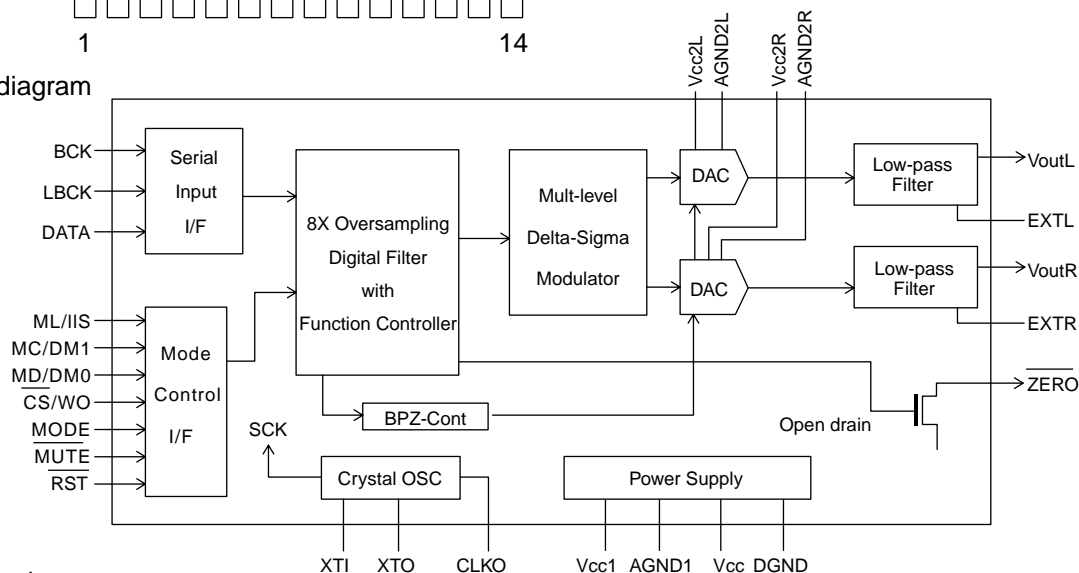 1 14
diagram
Vcc2L
AGND2L
Vcc2R
AGND2R
BCK
LBCK
DATA
Serial
Input
I/F
8X Oversampling
Digital Filter
with
Function Controller
Mult-level
Delta-Sigma
Modulator
DAC
DAC
Low-pass
Filter
Low-pass
Filter
VoutL
EXTL
VoutR
EXTR
ZERO
ML/IIS
MC/DM1
MD/DM0
CS/WO
MODE
MUTE
RST
Mode
Control
I/F
BPZ-Cont
SCK
Open drain
Crystal OSC
Power Supply
XTI XTO CLKO Vcc1 AGND1 Vcc DGND